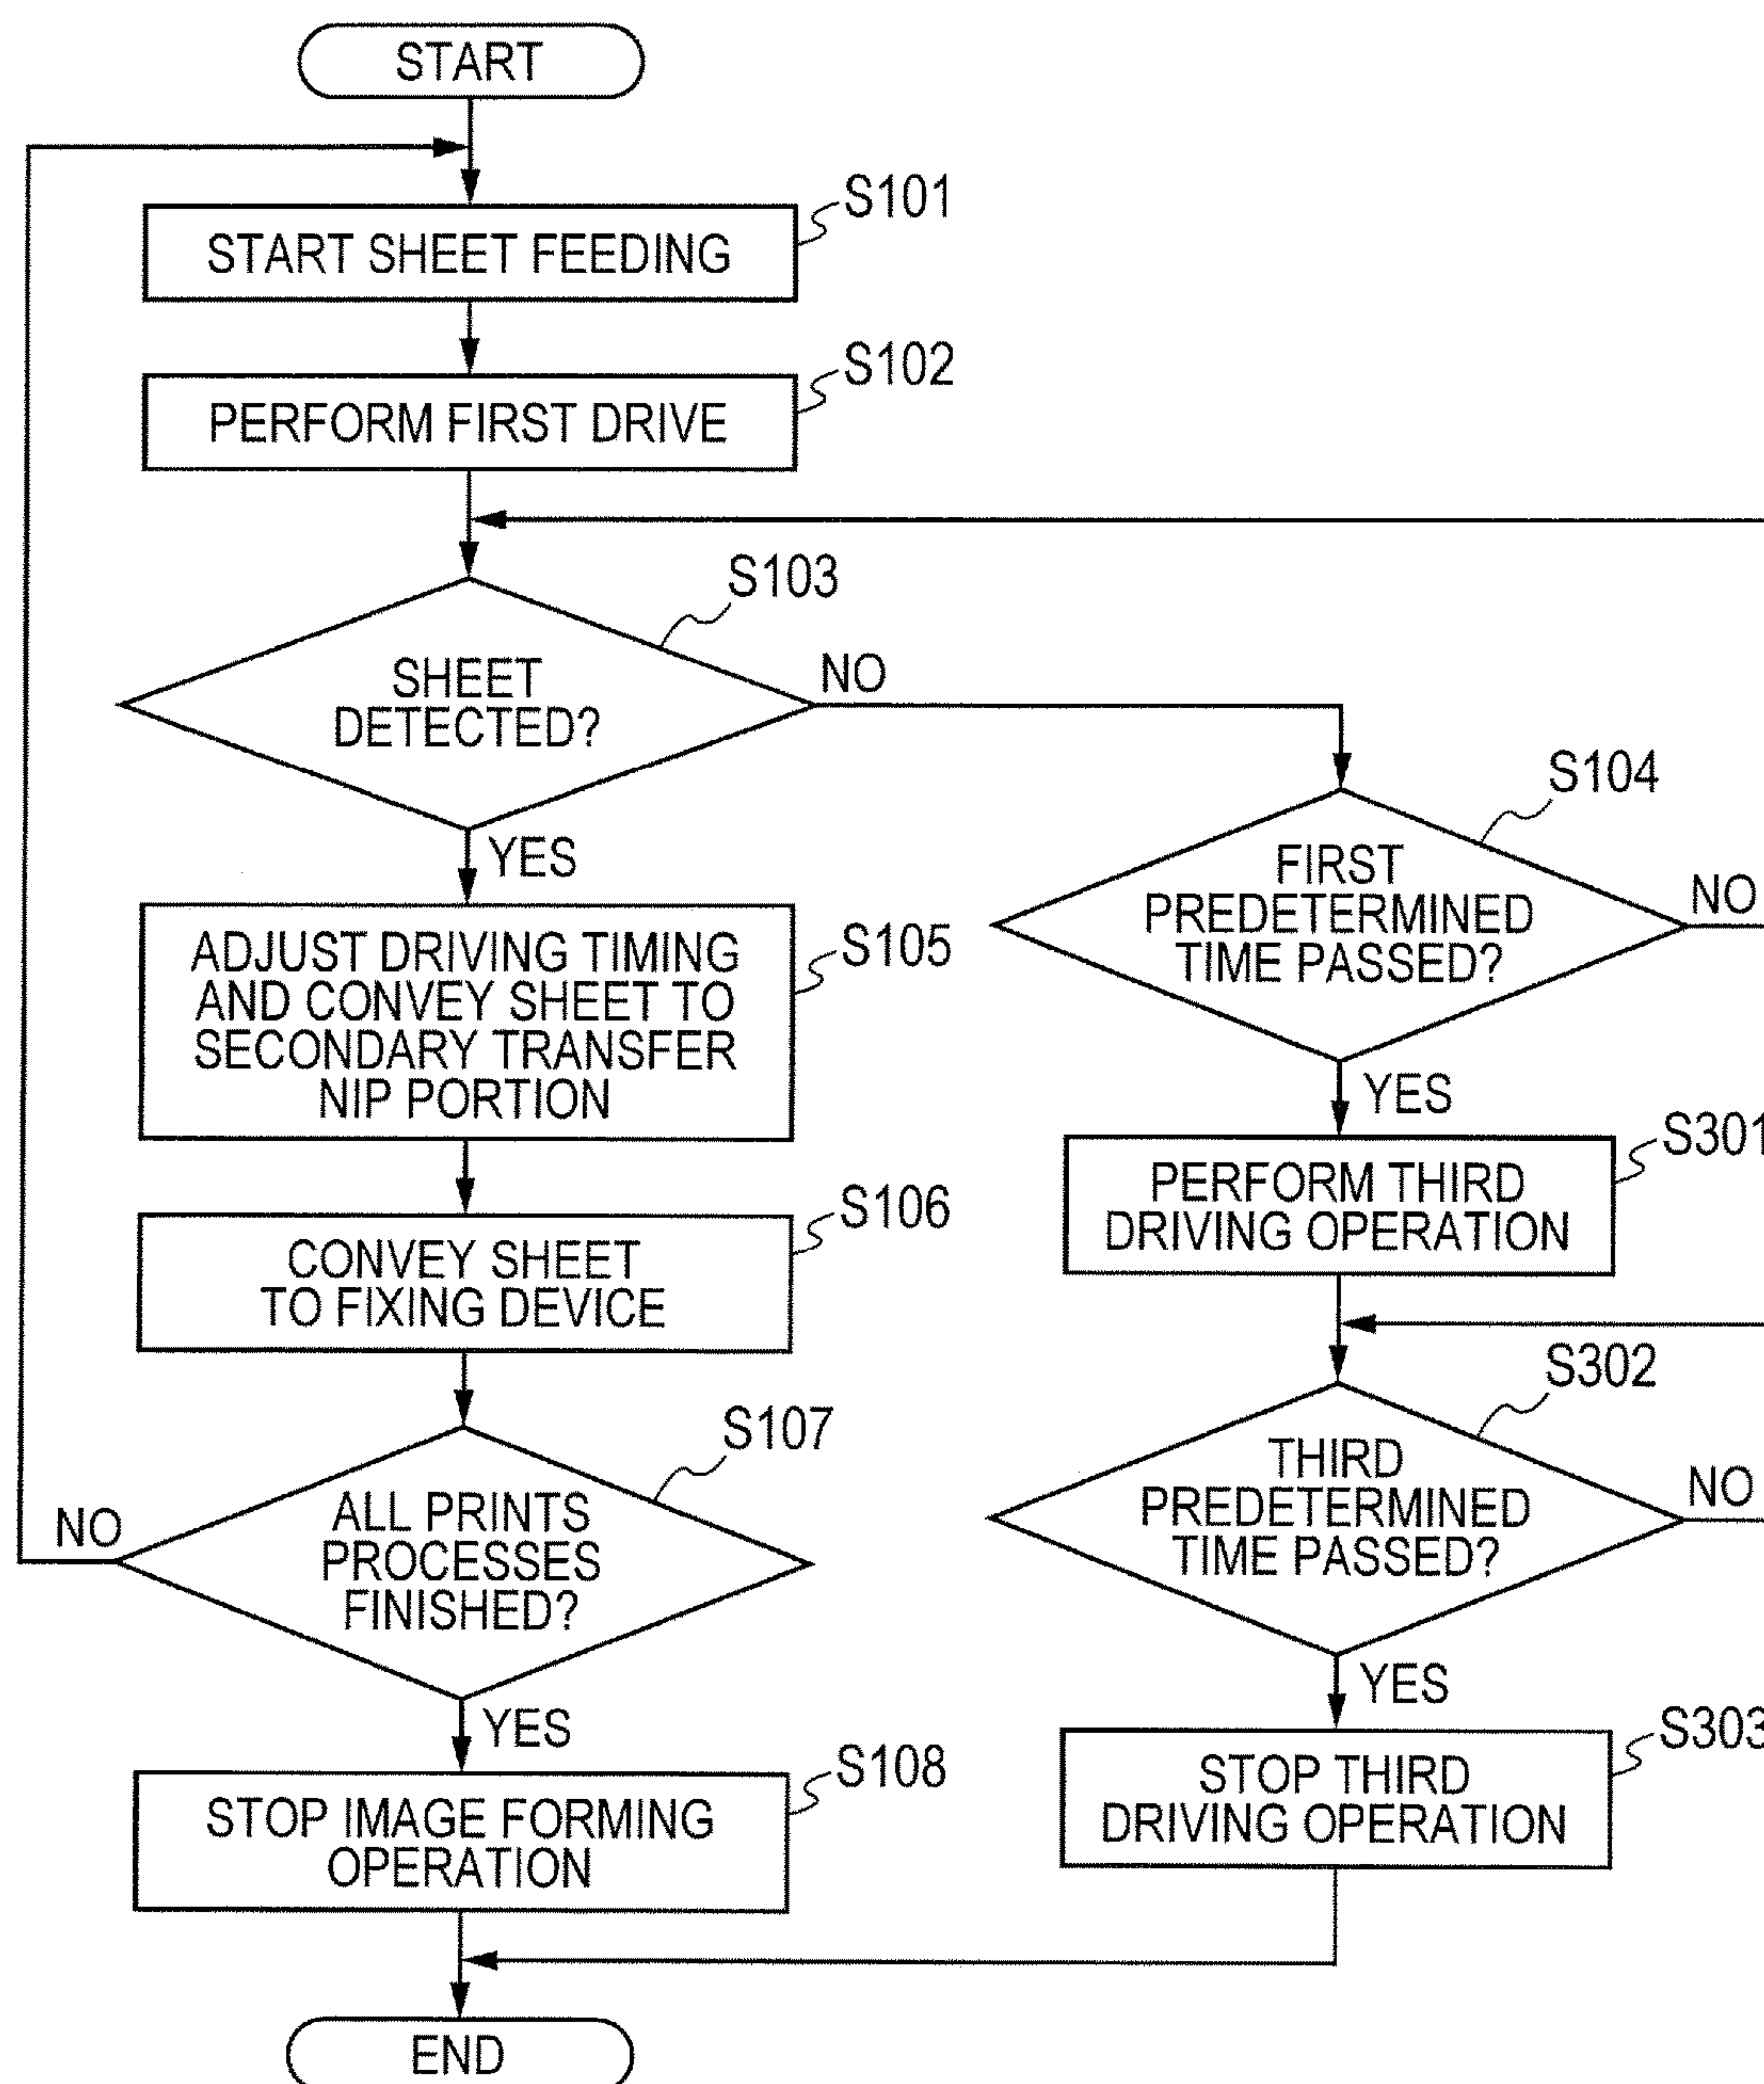 START
S101
START SHEET FEEDING
S102
PERFORM FIRST DRIVE
S103
SHEET
DETECTED?
NO
YES
S104
FIRST
PREDETERMINED
TIME PASSED?
NO
YES
S105
ADJUST DRIVING TIMING
AND CONVEY SHEET TO
SECONDARY TRANSFER
NIP PORTION
S301
PERFORM THIRD
DRIVING OPERATION
S106
CONVEY SHEET
TO FIXING DEVICE
S302
THIRD
PREDETERMINED
TIME PASSED?
NO
YES
S107
ALL PRINTS
PROCESSES
FINISHED?
NO
YES
S303
STOP THIRD
DRIVING OPERATION
S108
STOP IMAGE FORMING
OPERATION
END